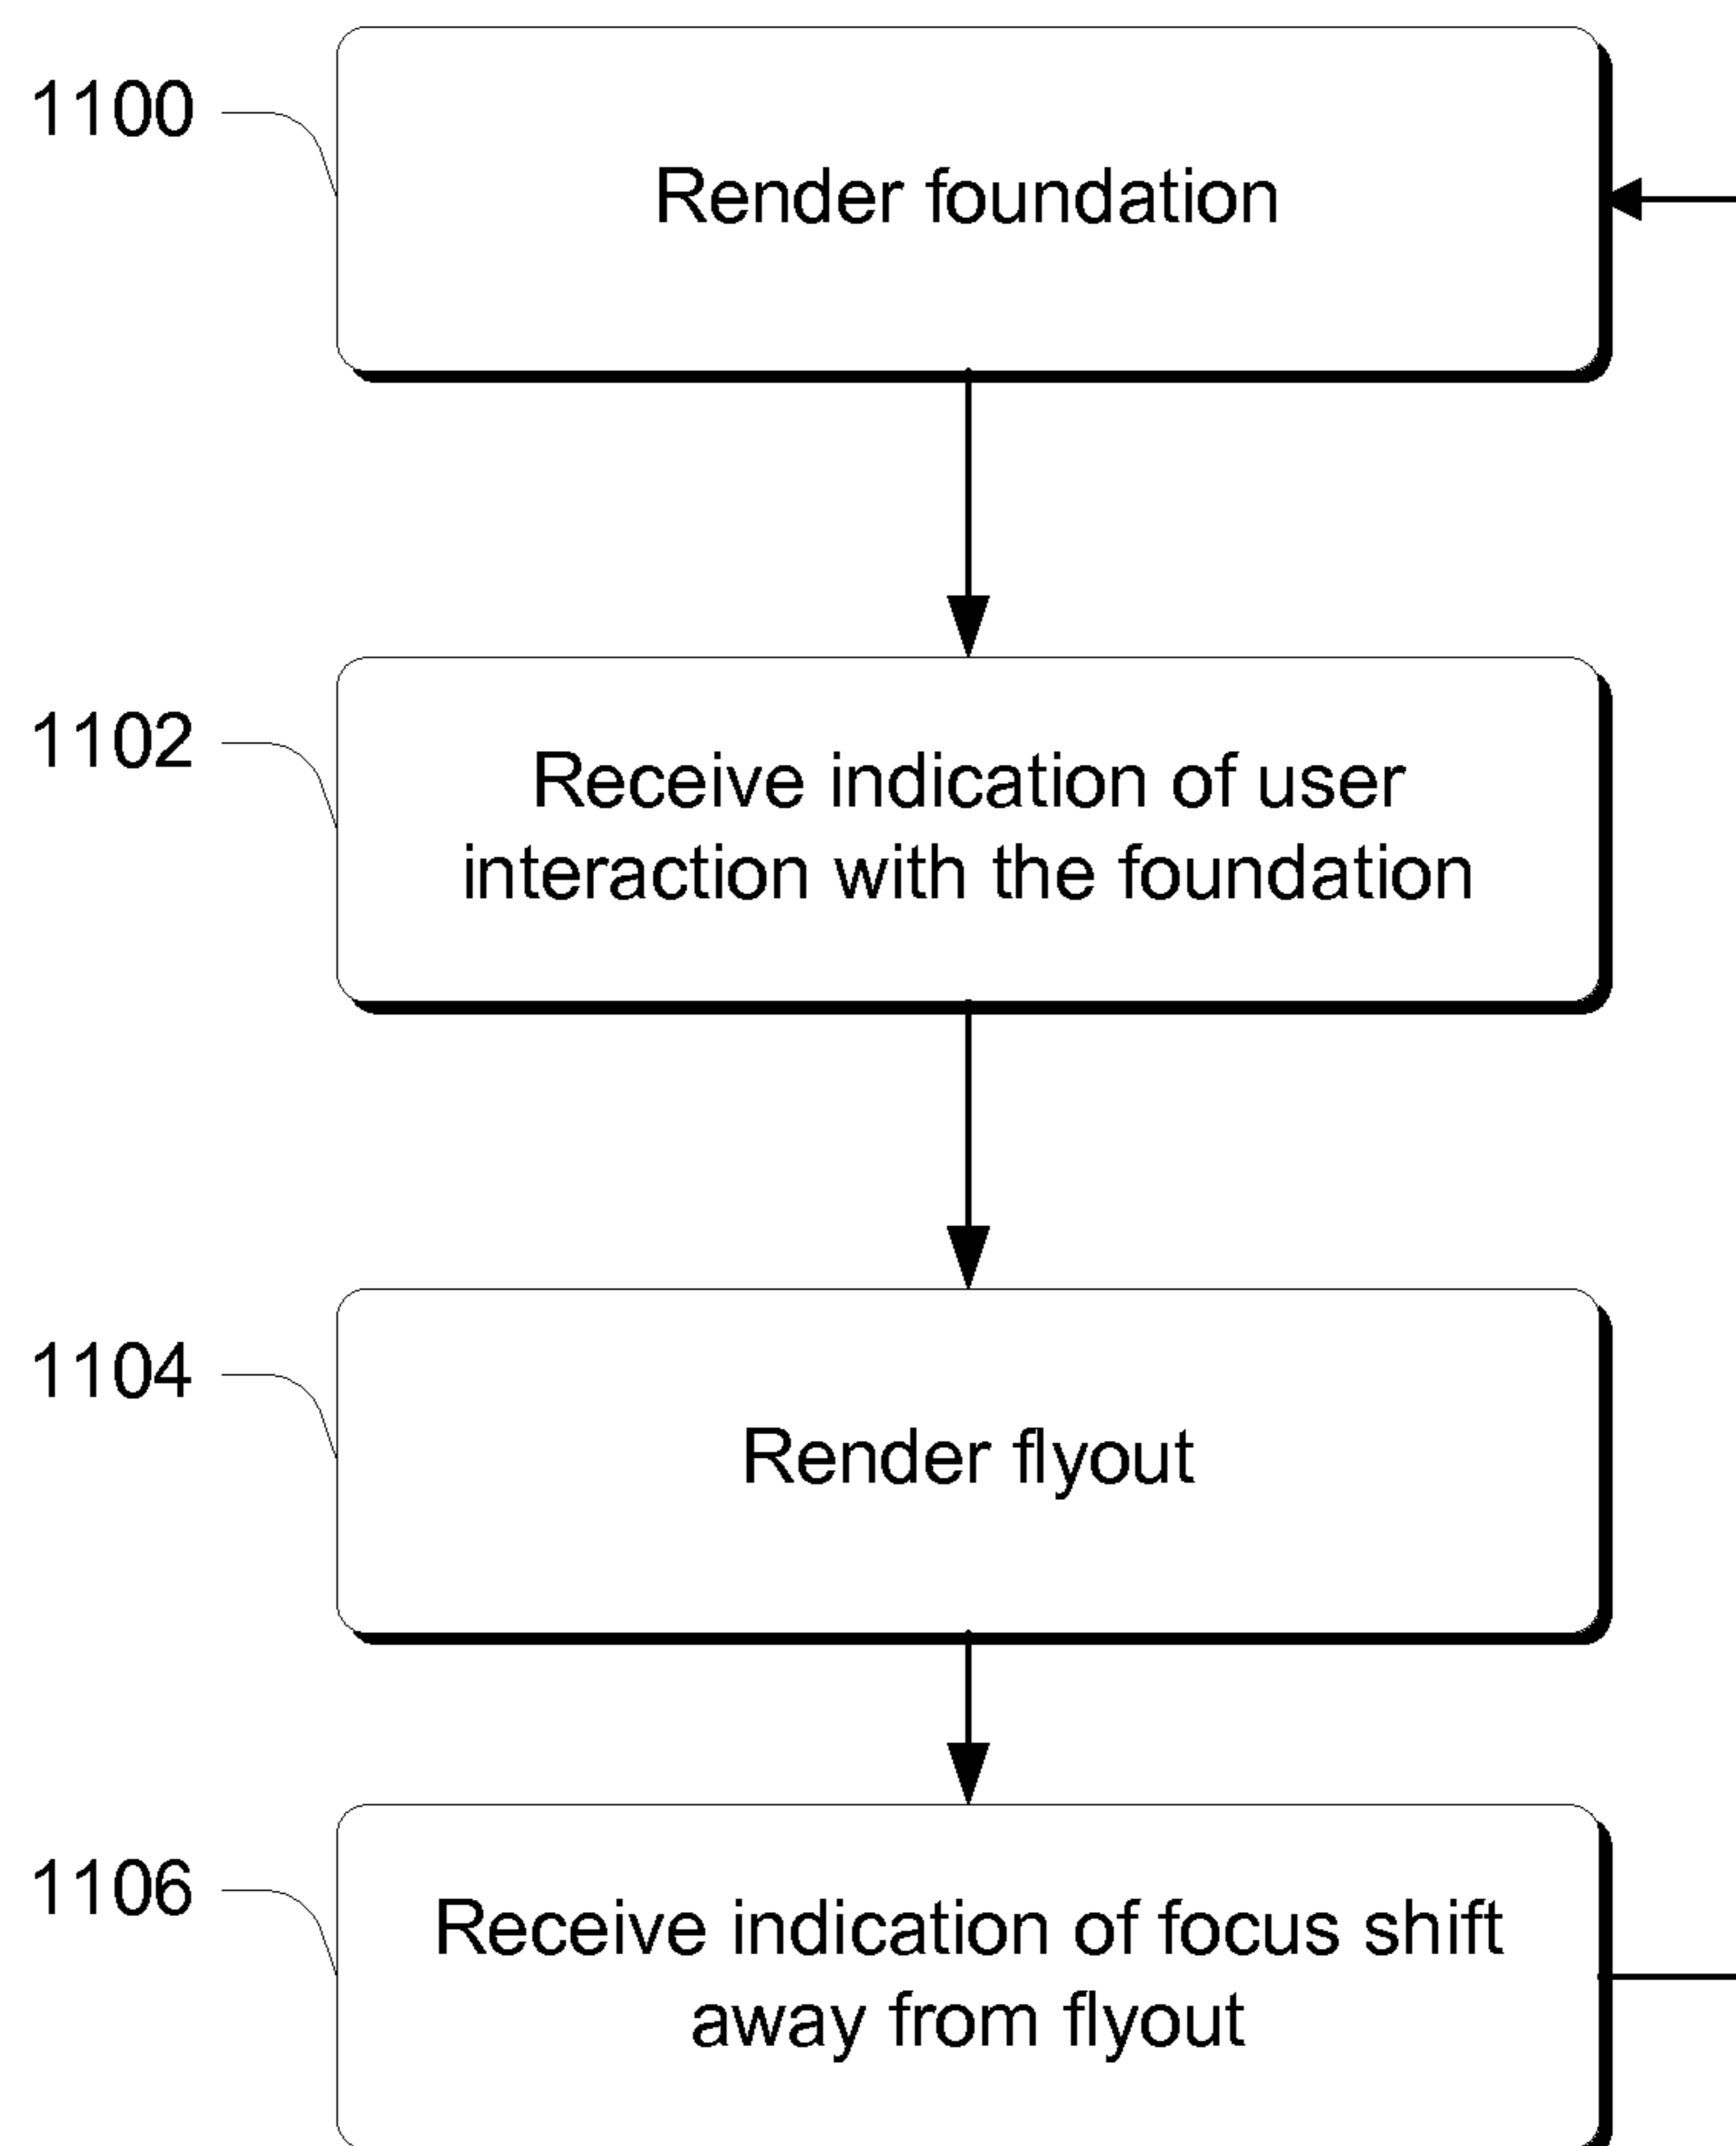 1100
Render foundation
1102
Receive indication of user
interaction with the foundation
1104
Render flyout
1106
Receive indication of focus shift
away from flyout